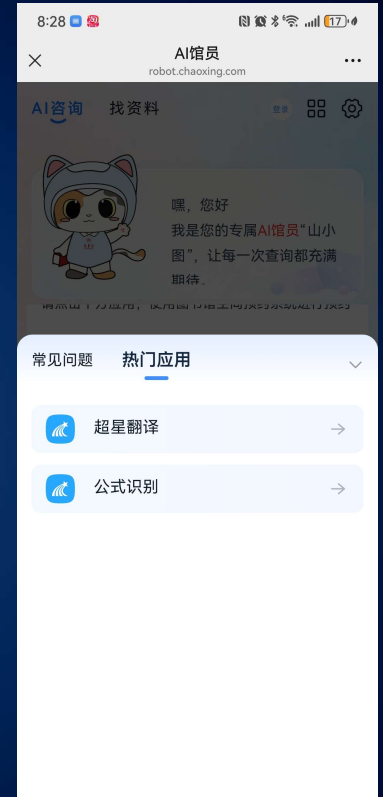 8:28
17
AI馆员
robot.chaoxing.com
AI咨询
找资料
登录
嘿，您好
我是您的专属AI馆员“山小
图”，让每一次查询都充满
期待。
常见问题
热门应用
超星翻译
公式识别